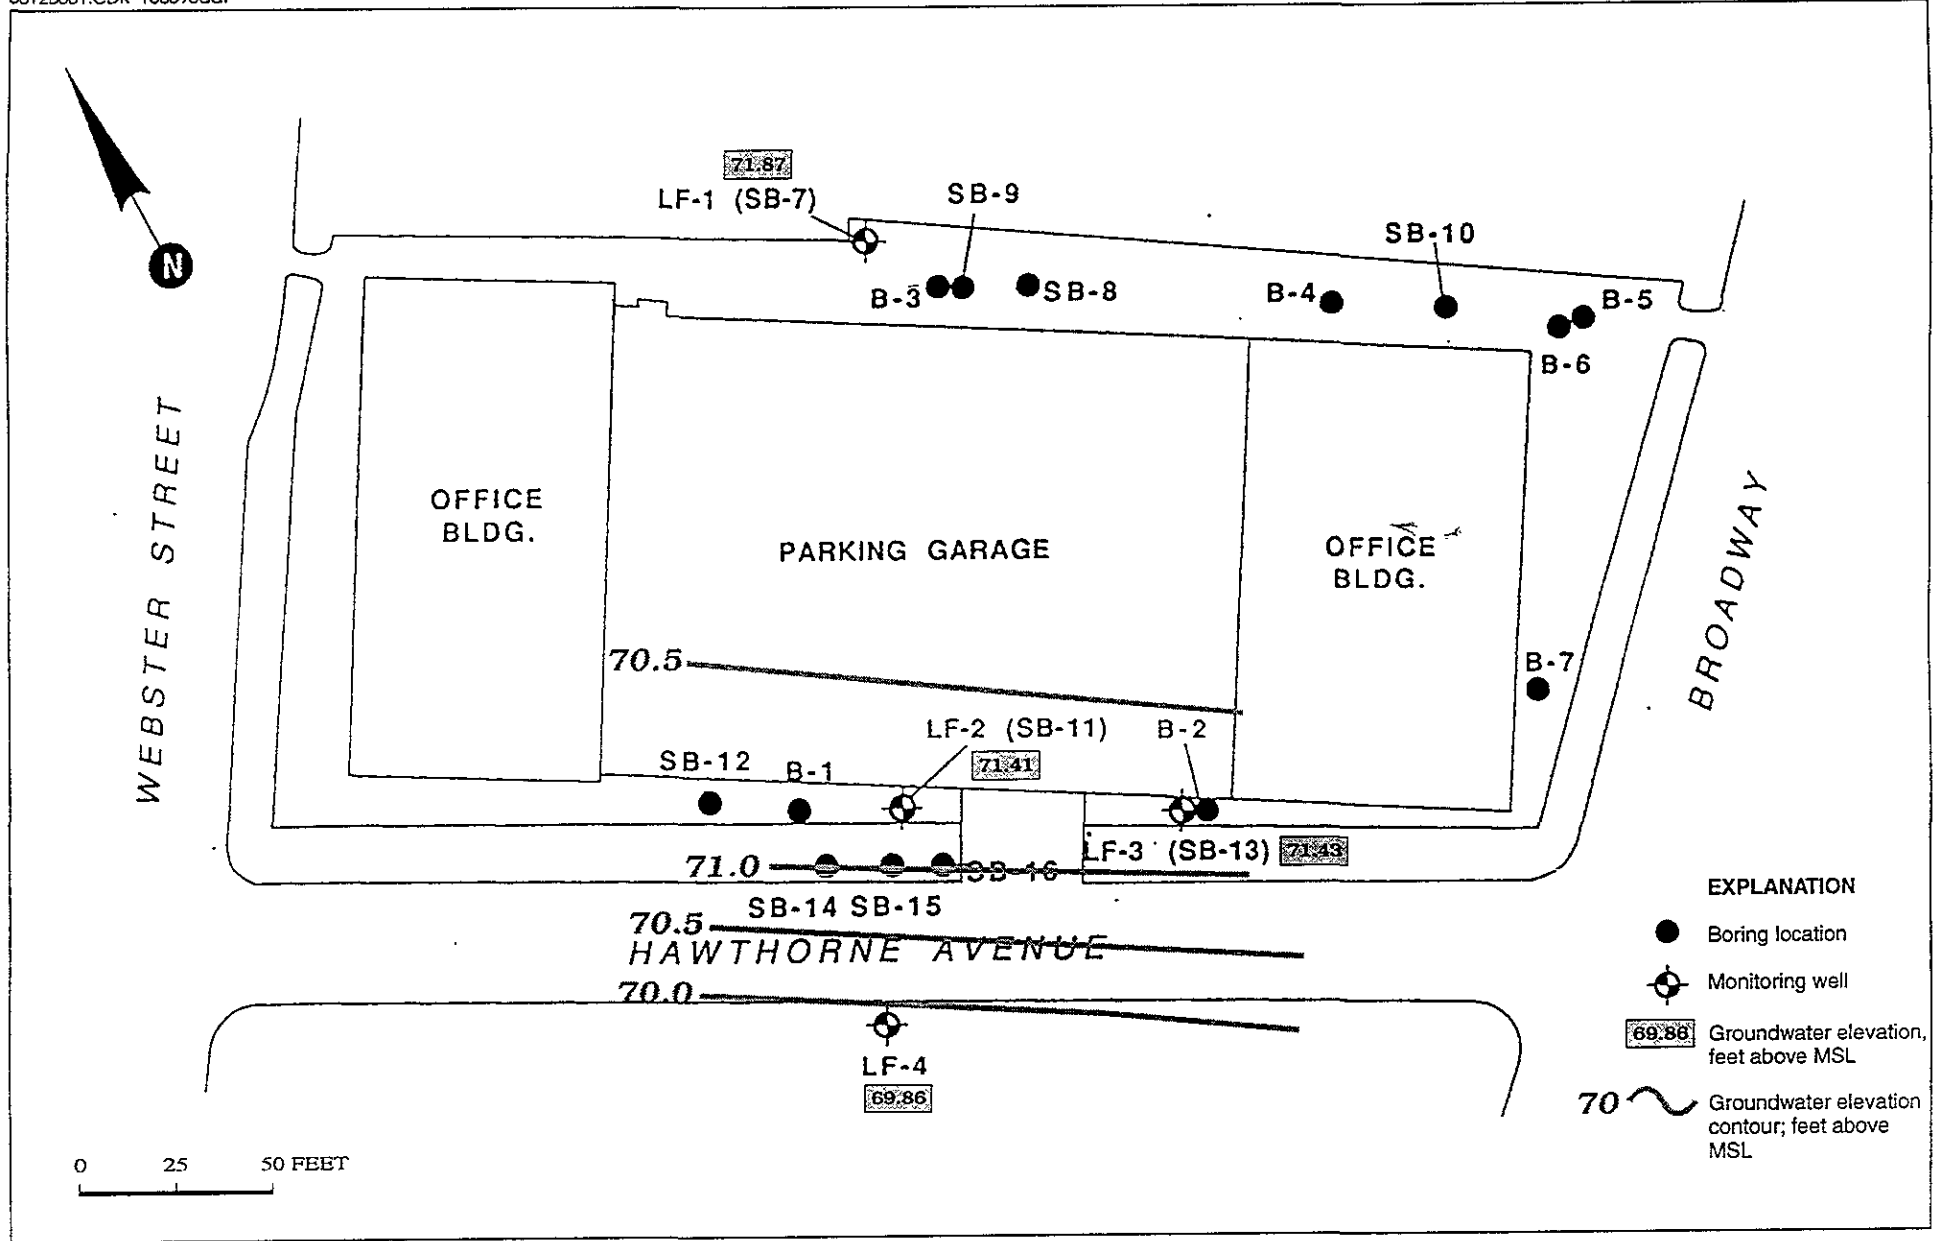 N
71.87
LF-1 (SB-7)
SB-9
SB-10
B-3
SB-8
B-4
B-5
B-6
WEBSTER STREET
OFFICE
BLDG.
PARKING GARAGE
OFFICE
BLDG.
BROADWAY
70.5
B-7
LF-2 (SB-11)
B-2
71.41
SB-12
B-1
LF-3 (SB-13)
71.43
71.0
SB-16
SB-14 SB-15
70.5
HAWTHORNE AVENUE
70.0
LF-4
69.86
EXPLANATION
Boring location
Monitoring well
69.86 Groundwater elevation,
feet above MSL
70 Groundwater elevation
contour; feet above
MSL
0 25 50 FEET